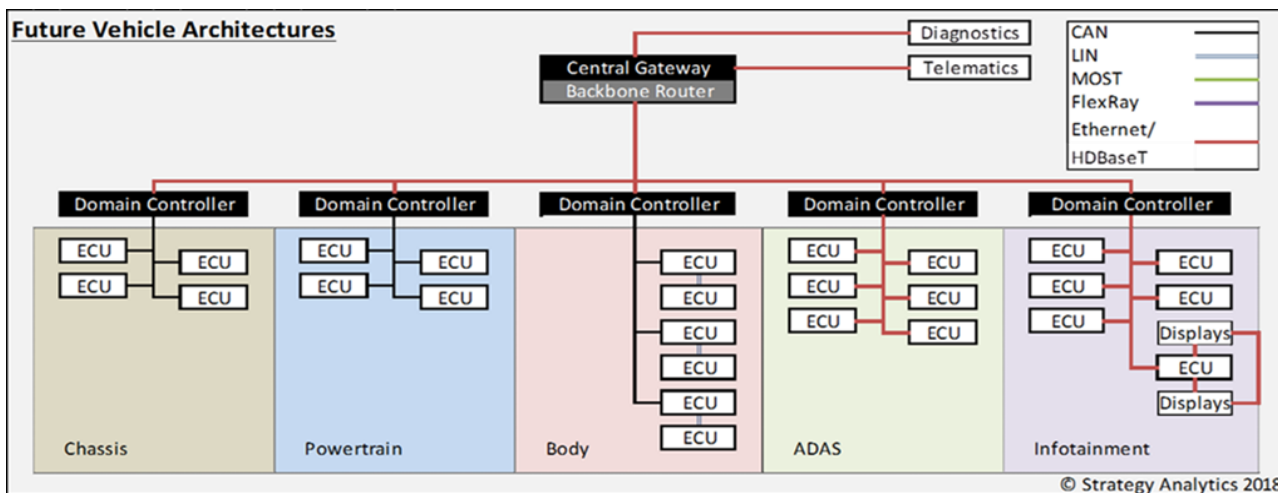 Future Vehicle Architectures
Diagnostics
Central Gateway
Telematics
Backbone Router
CAN
LIN
MOST
FlexRay
Ethernet/
HDBaseT
Domain Controller
Domain Controller
Domain Controller
Domain Controller
Domain Controller
ECU
ECU
ECU
ECU
Chassis
ECU
ECU
ECU
ECU
Powertrain
ECU
ECU
ECU
ECU
ECU
ECU
Body
ECU
ECU
ECU
ECU
ECU
ECU
ADAS
ECU
ECU
ECU
ECU
ECU
Displays
ECU
Displays
Infotainment
© Strategy Analytics 2018